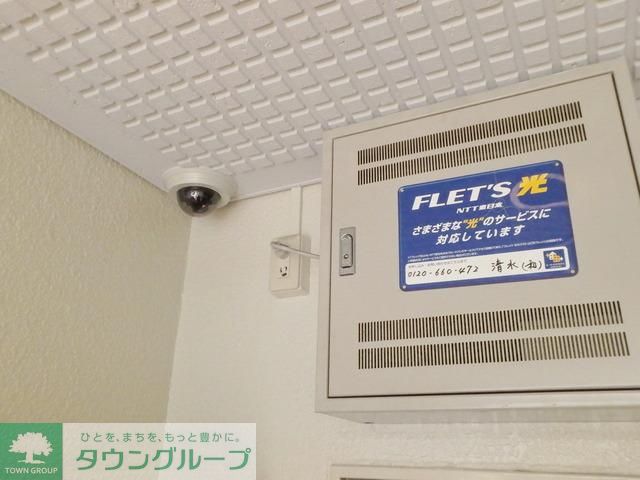 FLET'S 光
NTT東日本
さまざまな"光"のサービスに
対応しています
0120-660-472 清水(和)
ひとを、まちを、もっと豊かに。
TOWN GROUP
タウングループ